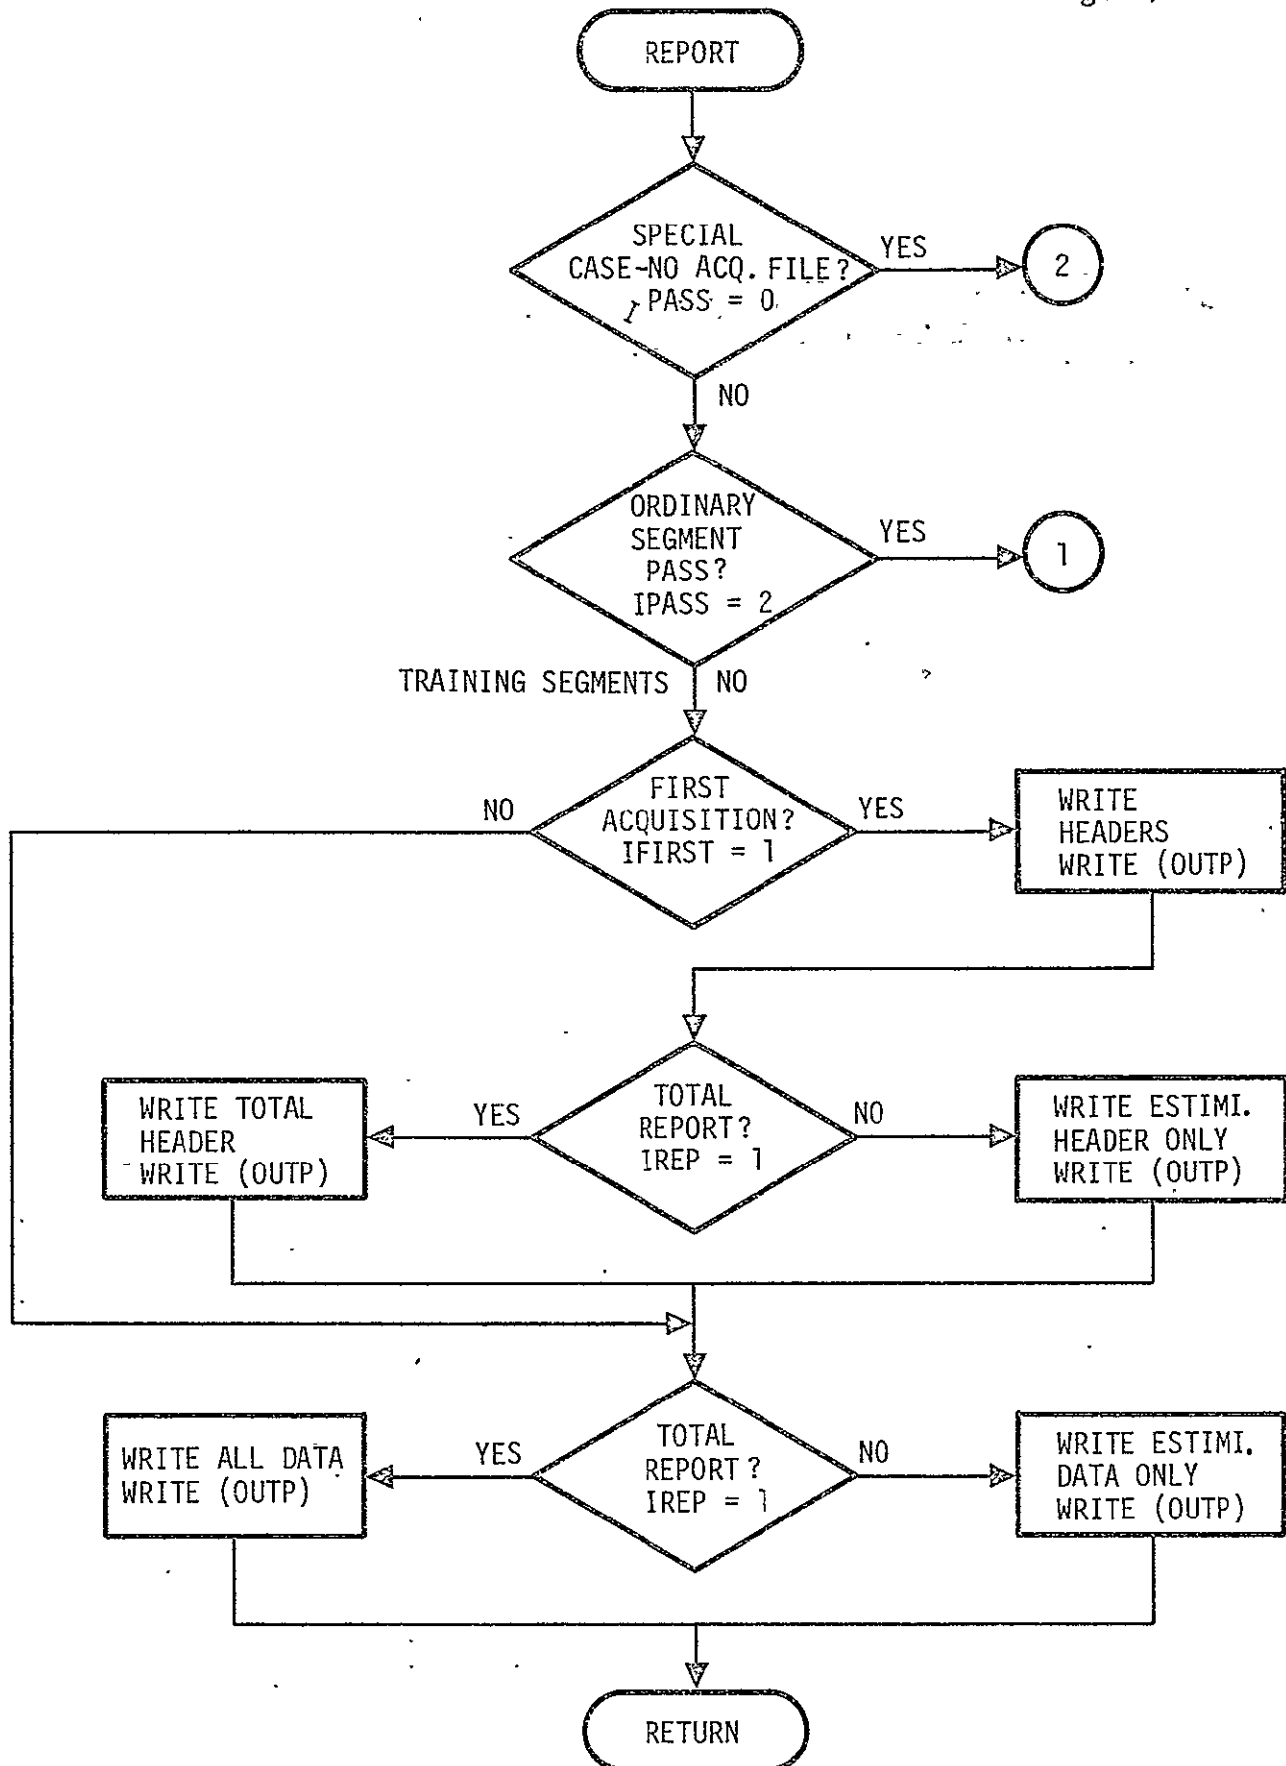 REPORT
SPECIAL
CASE-NO ACQ. FILE?
IPASS = 0
YES
2
NO
ORDINARY
SEGMENT
PASS?
IPASS = 2
YES
1
TRAINING SEGMENTS
NO
FIRST
ACQUISITION?
IFIRST = 1
NO
YES
WRITE
HEADERS
WRITE (OUTP)
TOTAL
REPORT?
IREP = 1
YES
NO
WRITE TOTAL
HEADER
WRITE (OUTP)
WRITE ESTIMI.
HEADER ONLY
WRITE (OUTP)
TOTAL
REPORT?
IREP = 1
YES
NO
WRITE ALL DATA
WRITE (OUTP)
WRITE ESTIMI.
DATA ONLY
WRITE (OUTP)
RETURN